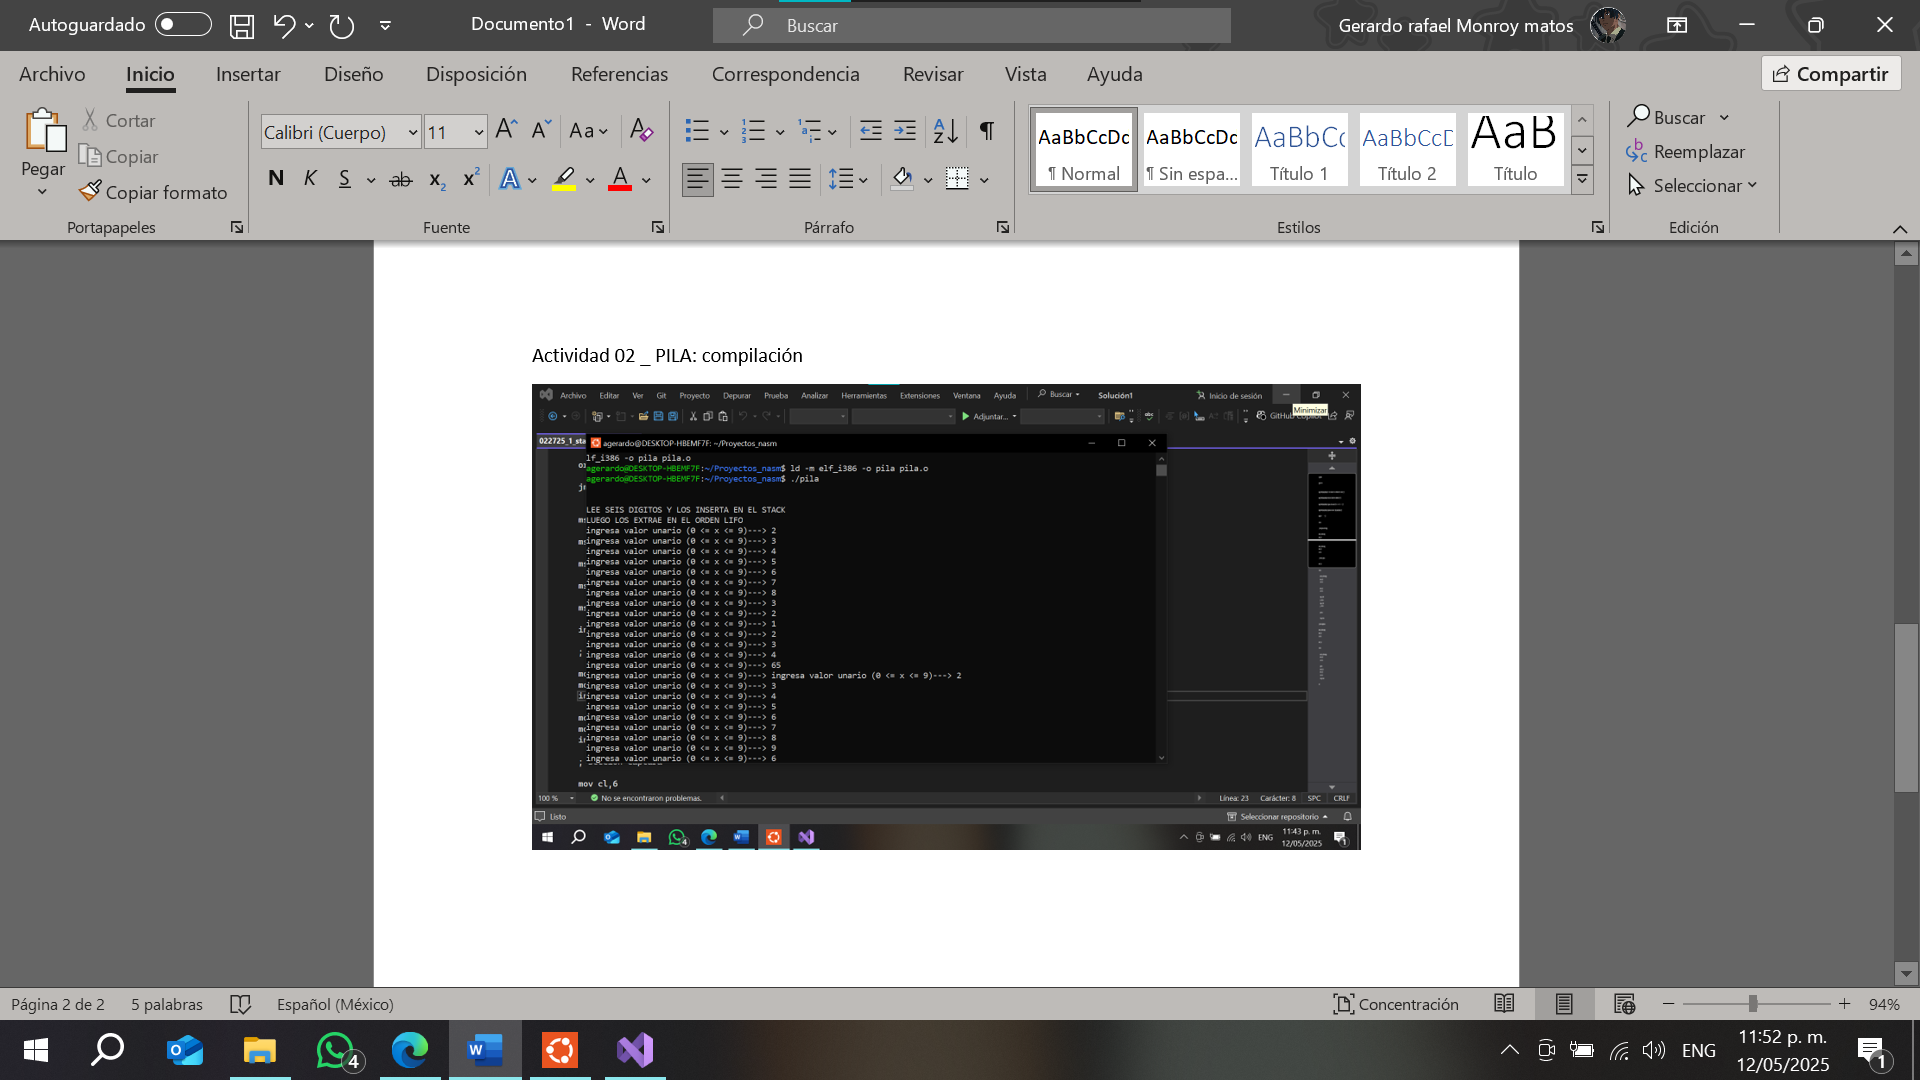 Autoguardado
Documento1 - Word
Buscar
Gerardo rafael Monroy matos
Archivo Inicio Insertar Diseño Disposición Referencias Correspondencia Revisar Vista Ayuda
Compartir
Pegar
Cortar
Copiar
Copiar formato
Portapapeles
Calibri (Cuerpo) 11
Fuente
Párrafo
AaBbCcDc
¶ Normal
AaBbCcDc
¶ Sin espa...
AaBbCc
Título 1
AaBbCcD
Título 2
AaB
Título
Estilos
Buscar
Reemplazar
Seleccionar
Edición
Actividad 02 _ PILA: compilación
Archivo Editar Ver Git Proyecto Depurar Prueba Analizar Herramientas Extensiones Ventana Ayuda Buscar Solución1 Inicio de sesión
Adjuntar...
Minimizar
GitHub Copilot
022725_1_sta
agerardo@DESKTOP-HBEMF7F: ~/Proyectos_nasm
lf_i386 -o pila pila.o
agerardo@DESKTOP-HBEMF7F:~/Proyectos_nasm$ ld -m elf_i386 -o pila pila.o
agerardo@DESKTOP-HBEMF7F:~/Proyectos_nasm$ ./pila
LEE SEIS DIGITOS Y LOS INSERTA EN EL STACK
LUEGO LOS EXTRAE EN EL ORDEN LIFO
ingresa valor unario (0 <= x <= 9)---> 2
ingresa valor unario (0 <= x <= 9)---> 3
ingresa valor unario (0 <= x <= 9)---> 4
ingresa valor unario (0 <= x <= 9)---> 5
ingresa valor unario (0 <= x <= 9)---> 6
ingresa valor unario (0 <= x <= 9)---> 7
ingresa valor unario (0 <= x <= 9)---> 8
ingresa valor unario (0 <= x <= 9)---> 3
ingresa valor unario (0 <= x <= 9)---> 2
ingresa valor unario (0 <= x <= 9)---> 1
ingresa valor unario (0 <= x <= 9)---> 2
ingresa valor unario (0 <= x <= 9)---> 3
ingresa valor unario (0 <= x <= 9)---> 4
ingresa valor unario (0 <= x <= 9)---> 65
ingresa valor unario (0 <= x <= 9)---> ingresa valor unario (0 <= x <= 9)---> 2
ingresa valor unario (0 <= x <= 9)---> 3
ingresa valor unario (0 <= x <= 9)---> 4
ingresa valor unario (0 <= x <= 9)---> 5
ingresa valor unario (0 <= x <= 9)---> 6
ingresa valor unario (0 <= x <= 9)---> 7
ingresa valor unario (0 <= x <= 9)---> 8
ingresa valor unario (0 <= x <= 9)---> 9
ingresa valor unario (0 <= x <= 9)---> 6
mov cl,6
100 % No se encontraron problemas. Línea: 23 Carácter: 8 SPC CRLF
Listo Seleccionar repositorio
ENG 11:43 p. m.
12/05/2025
Página 2 de 2 5 palabras Español (México) Concentración 94%
4
ENG
11:52 p. m.
12/05/2025
1